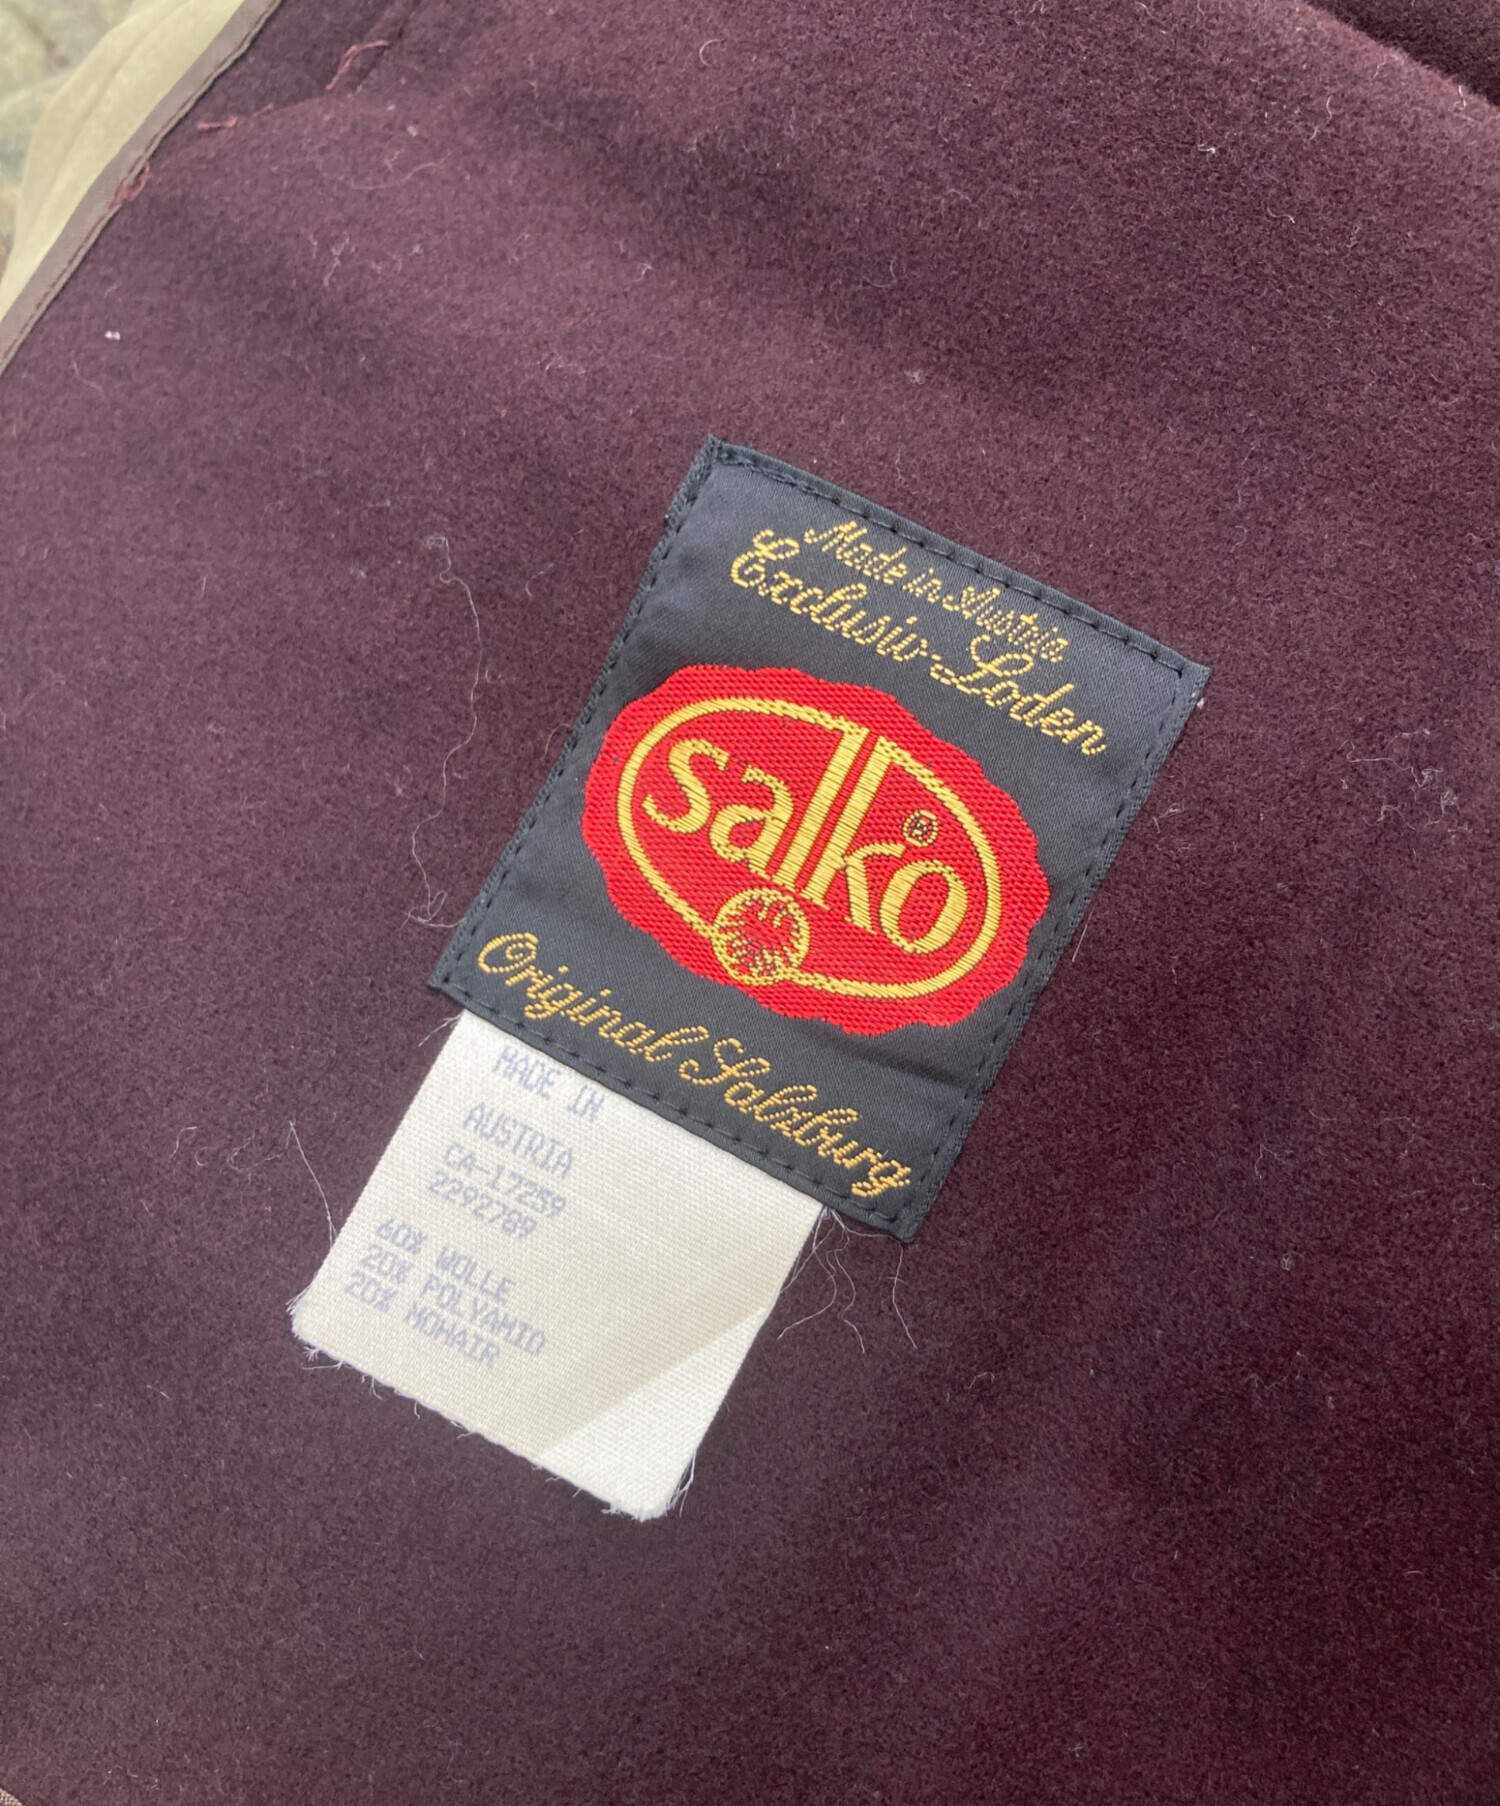 Made in Austria
Exclusiv-Loden
salko ®
Original Salzburg
MADE IN
AUSTRIA
CA-17259
2292789
60% WOLLE
20% POLYAMID
20% MOHAIR